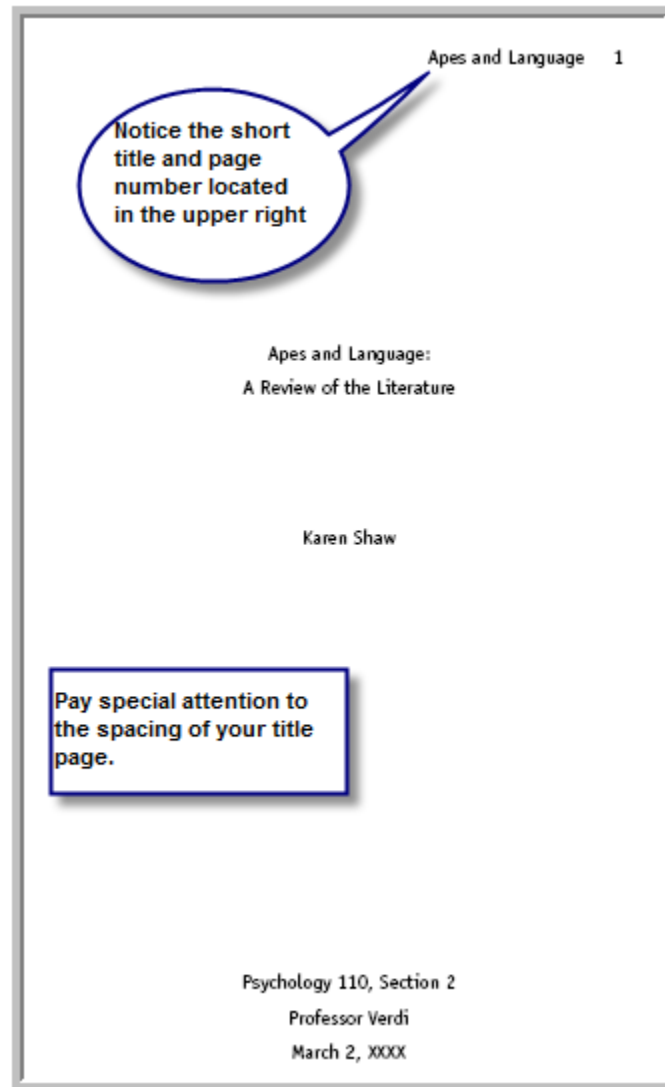 Apes and Language 1
Notice the short
title and page
number located
in the upper right
Apes and Language:
A Review of the Literature
Karen Shaw
Pay special attention to
the spacing of your title
page.
Psychology 110, Section 2
Professor Verdi
March 2, XXXX